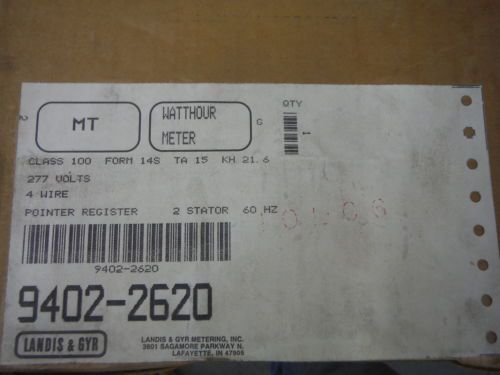 MT
WATTHOUR
METER
G
QTY
1
2
CLASS 100 FORM 14S TA 15 KH 21.6
277 VOLTS
4 WIRE
POINTER REGISTER 2 STATOR 60 HZ
9402-2620
9402-2620
LANDIS & GYR
LANDIS & GYR METERING, INC.
3601 SAGAMORE PARKWAY N.
LAFAYETTE, IN 47905